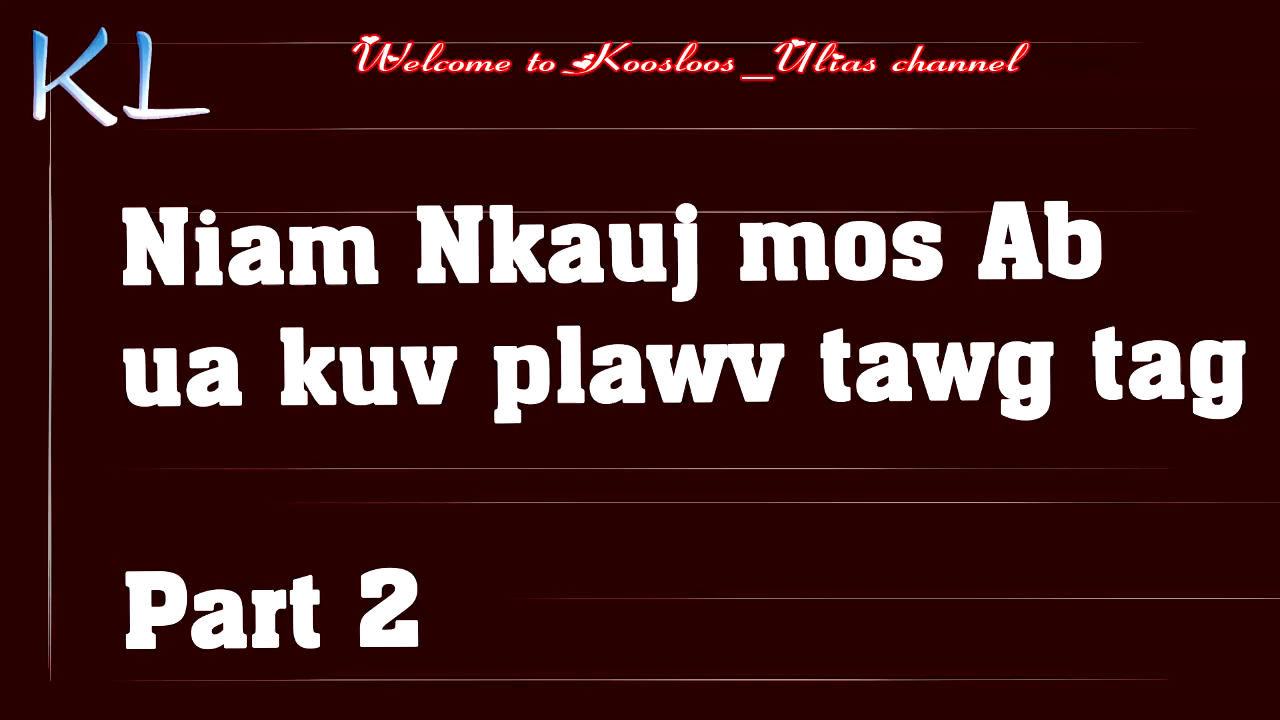 KL
Welcome to Koosloos_Ulias channel
Niam Nkauj mos Ab
ua kuv plawv tawg tag
Part 2